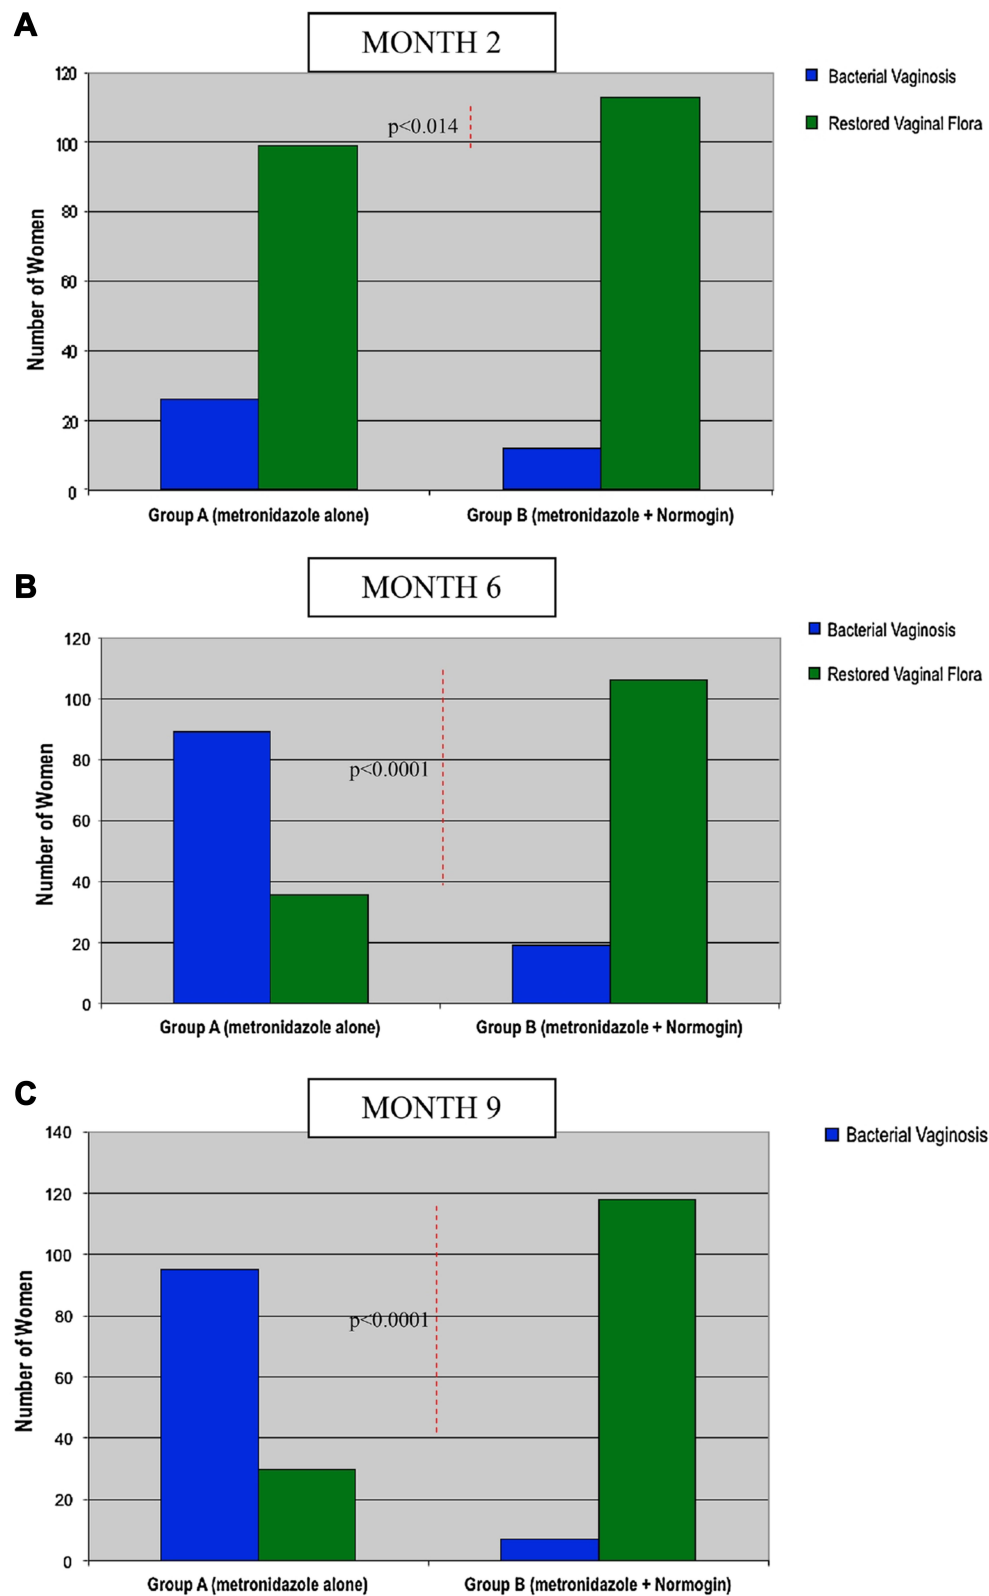 A
MONTH 2
120
100
80
60
40
20
0
Number of Women
p<0.014
Bacterial Vaginosis
Restored Vaginal Flora
Group A (metronidazole alone)
Group B (metronidazole + Normogin)
B
MONTH 6
120
100
80
60
40
20
0
Number of Women
p<0.0001
Bacterial Vaginosis
Restored Vaginal Flora
Group A (metronidazole alone)
Group B (metronidazole + Normogin)
C
MONTH 9
140
120
100
80
60
40
20
0
Number of Women
p<0.0001
Bacterial Vaginosis
Group A (metronidazole alone)
Group B (metronidazole + Normogin)